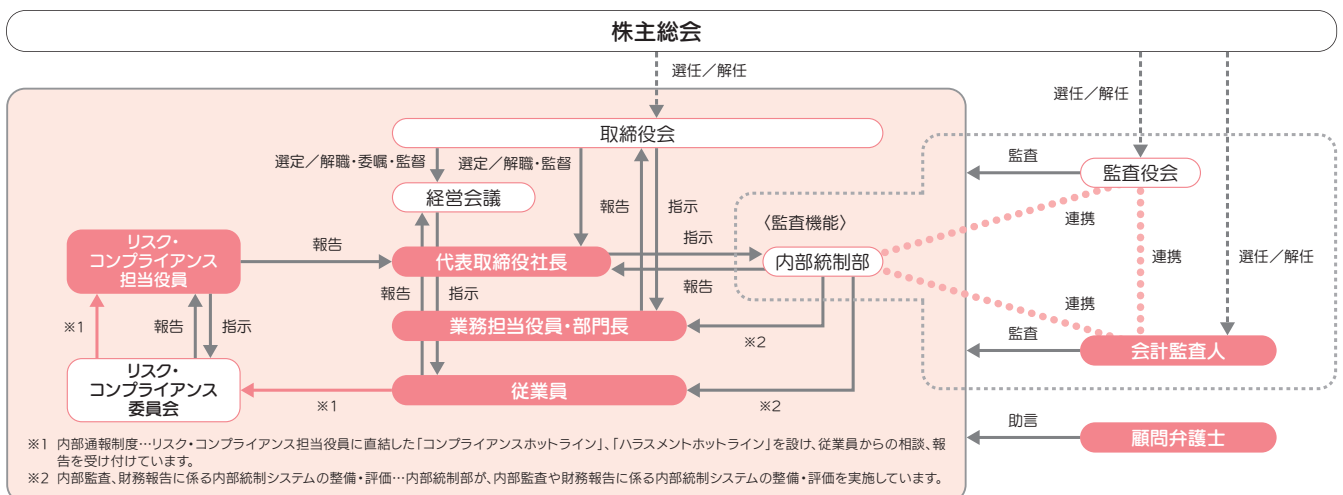 株主総会
選任／解任
選任／解任
取締役会
選定／解職・委嘱・監督
選定／解職・監督
監査
監査役会
経営会議
報告
指示
〈監査機能〉
連携
リスク・
コンプライアンス
担当役員
報告
代表取締役社長
指示
内部統制部
連携
選任／解任
報告
指示
報告
連携
※1
報告
指示
業務担当役員・部門長
※2
監査
会計監査人
リスク・
コンプライアンス
委員会
※1
従業員
※2
助言
顧問弁護士
※1 内部通報制度…リスク・コンプライアンス担当役員に直結した「コンプライアンスホットライン」、「ハラスメントホットライン」を設け、従業員からの相談、報
告を受け付けています。
※2 内部監査、財務報告に係る内部統制システムの整備・評価…内部統制部が、内部監査や財務報告に係る内部統制システムの整備・評価を実施しています。